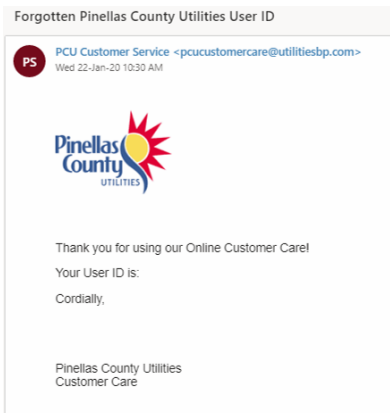 Forgotten Pinellas County Utilities User ID
PS
PCU Customer Service <pcucustomercare@utilitiesbp.com>
Wed 22-Jan-20 10:30 AM
Pinellas
County
UTILITIES
Thank you for using our Online Customer Care!
Your User ID is:
Cordially,
Pinellas County Utilities
Customer Care